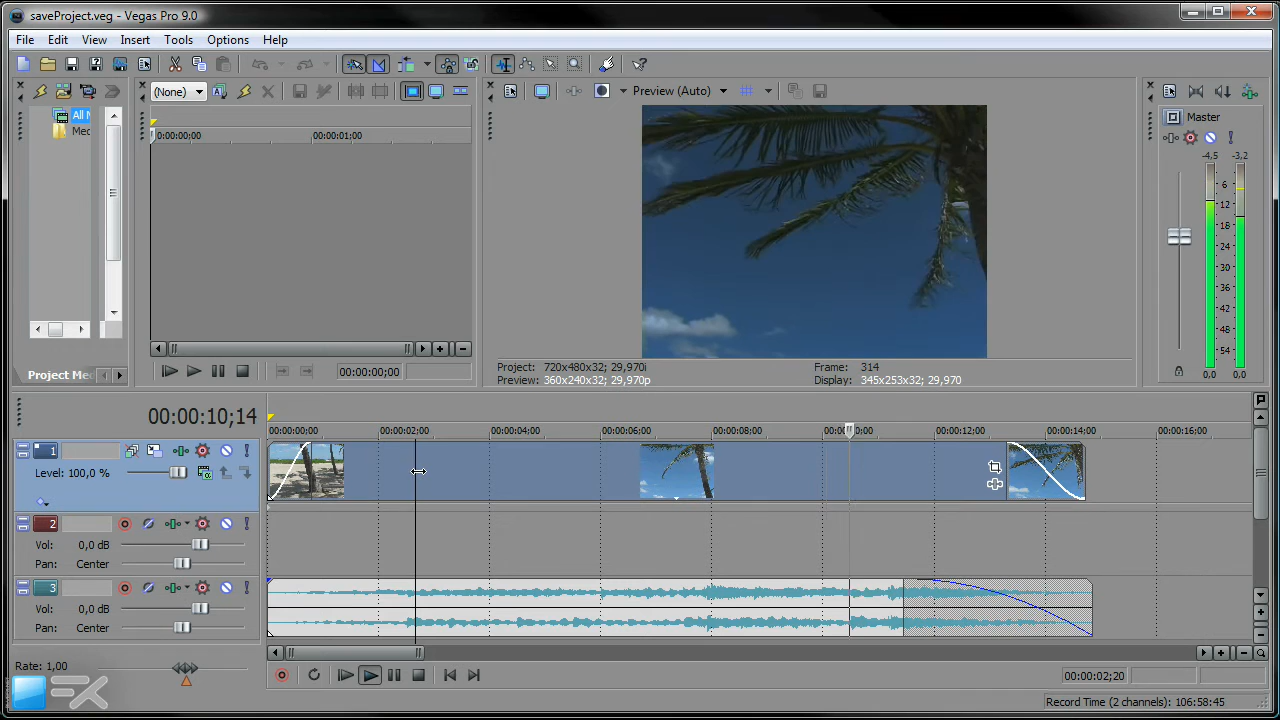 saveProject.veg - Vegas Pro 9.0
File Edit View Insert Tools Options Help
(None)
Preview (Auto)
All M
Med
0:00:00;00 00:00:01;00
Master
-4,5 -3,2
6
12
18
24
30
36
42
48
54
0,0 0,0
Project Med
00:00:00;00
Project: 720x480x32; 29,970i
Preview: 360x240x32; 29,970p
Frame: 314
Display: 345x253x32; 29,970
00:00:10;14
00:00:00;00 00:00:02;00 00:00:04;00 00:00:06;00 00:00:08;00 00:00:10;00 00:00:12;00 00:00:14;00 00:00:16;00
1
Level: 100,0 %
2
Vol: 0,0 dB
Pan: Center
3
Vol: 0,0 dB
Pan: Center
Rate: 1,00
00:00:02;20
Record Time (2 channels): 106:58:45